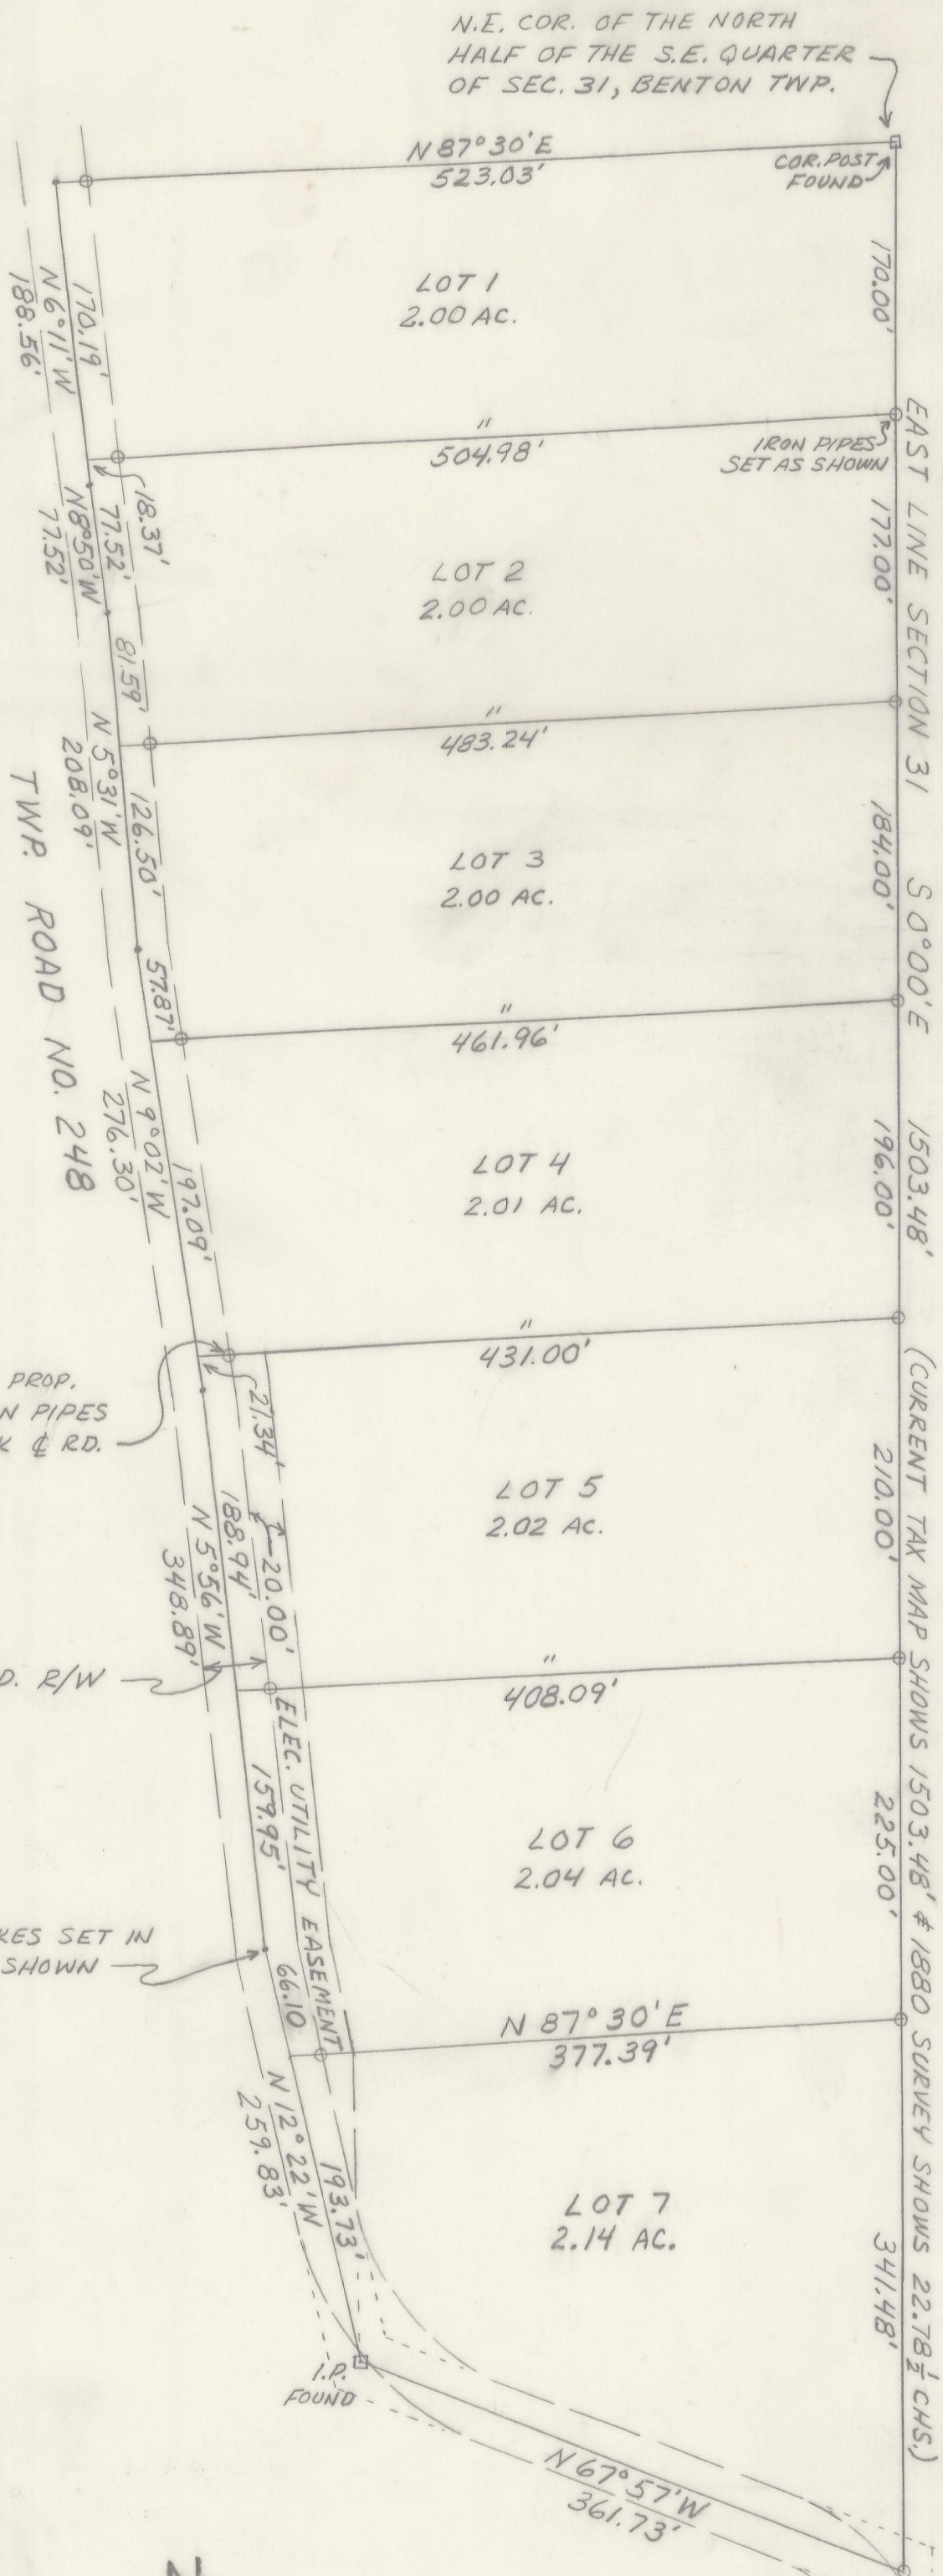 N.E. COR. OF THE NORTH
HALF OF THE S.E. QUARTER
OF SEC. 31, BENTON TWP.
N 87°30' E
523.03'
COR. POST
FOUND
170.00'
LOT 1
2.00 AC.
170.19'
N 6°11' W
188.56'
"
504.98'
IRON PIPES
SET AS SHOWN
18.37'
77.52'
N 8°50' W
77.52'
177.00'
LOT 2
2.00 AC.
81.59'
"
483.24'
N 5°31' W
208.09'
126.50'
184.00'
LOT 3
2.00 AC.
57.87'
"
461.96'
TWP. ROAD NO. 248
N 9°02' W
276.30'
197.09'
196.00'
LOT 4
2.01 AC.
"
431.00'
PROP.
N PIPES
K ℄ RD.
27.34'
188.94'
20.00'
N 5°56' W
348.89'
210.00'
LOT 5
2.02 AC.
"
408.09'
D. R/W
ELEC. UTILITY EASEMENT
159.95'
225.00'
LOT 6
2.04 AC.
KES SET IN
SHOWN
66.10
N 87°30' E
377.39'
N 12°22' W
259.83'
193.73'
341.48'
LOT 7
2.14 AC.
I.P.
FOUND
N 67°57' W
361.73'
EAST LINE SECTION 31 S 0°00' E 1503.48' (CURRENT TAX MAP SHOWS 1503.48' & 1880 SURVEY SHOWS 22.78½ CHS.)
N